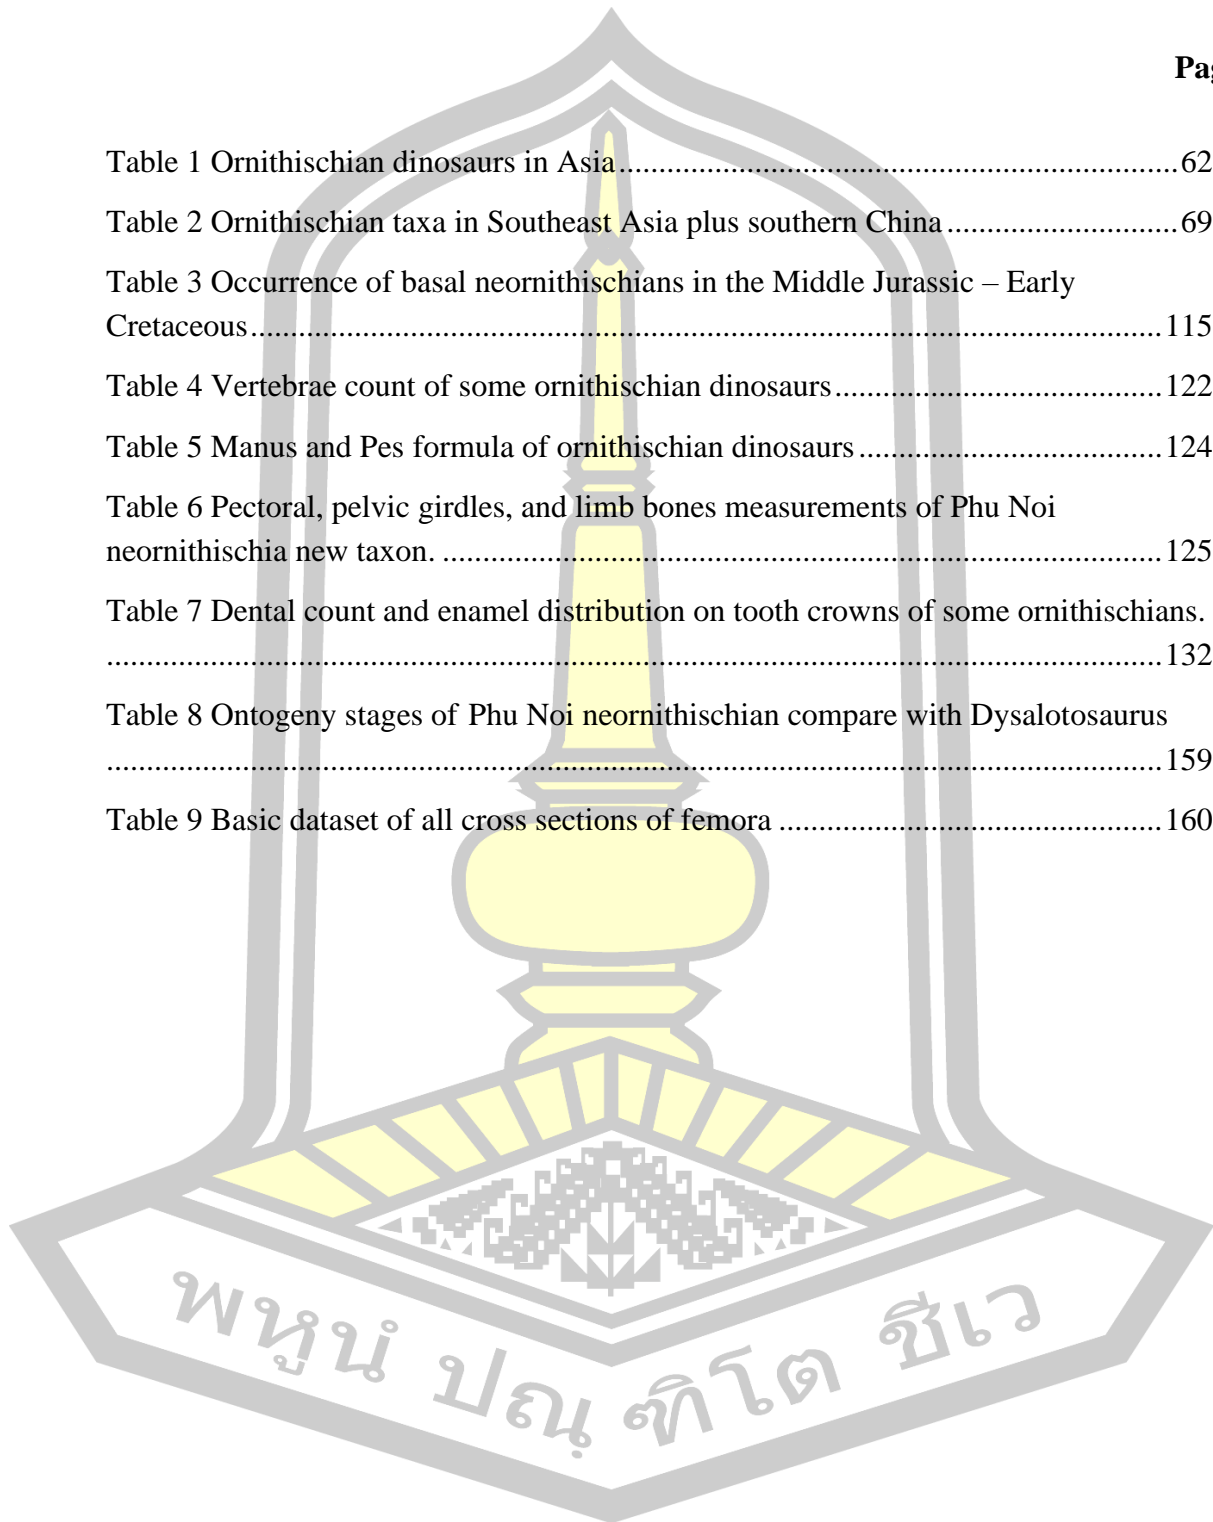 Pag
Table 1 Ornithischian dinosaurs in Asia....................................................................62
Table 2 Ornithischian taxa in Southeast Asia plus southern China............................69
Table 3 Occurrence of basal neornithischians in the Middle Jurassic – Early
Cretaceous...............................................................................................................115
Table 4 Vertebrae count of some ornithischian dinosaurs........................................122
Table 5 Manus and Pes formula of ornithischian dinosaurs.....................................124
Table 6 Pectoral, pelvic girdles, and limb bones measurements of Phu Noi
neornithischia new taxon. ........................................................................................125
Table 7 Dental count and enamel distribution on tooth crowns of some ornithischians.
.................................................................................................................................132
Table 8 Ontogeny stages of Phu Noi neornithischian compare with Dysalotosaurus
.................................................................................................................................159
Table 9 Basic dataset of all cross sections of femora ...............................................160
พหูนํ ปณฺฑิโต ชีเว